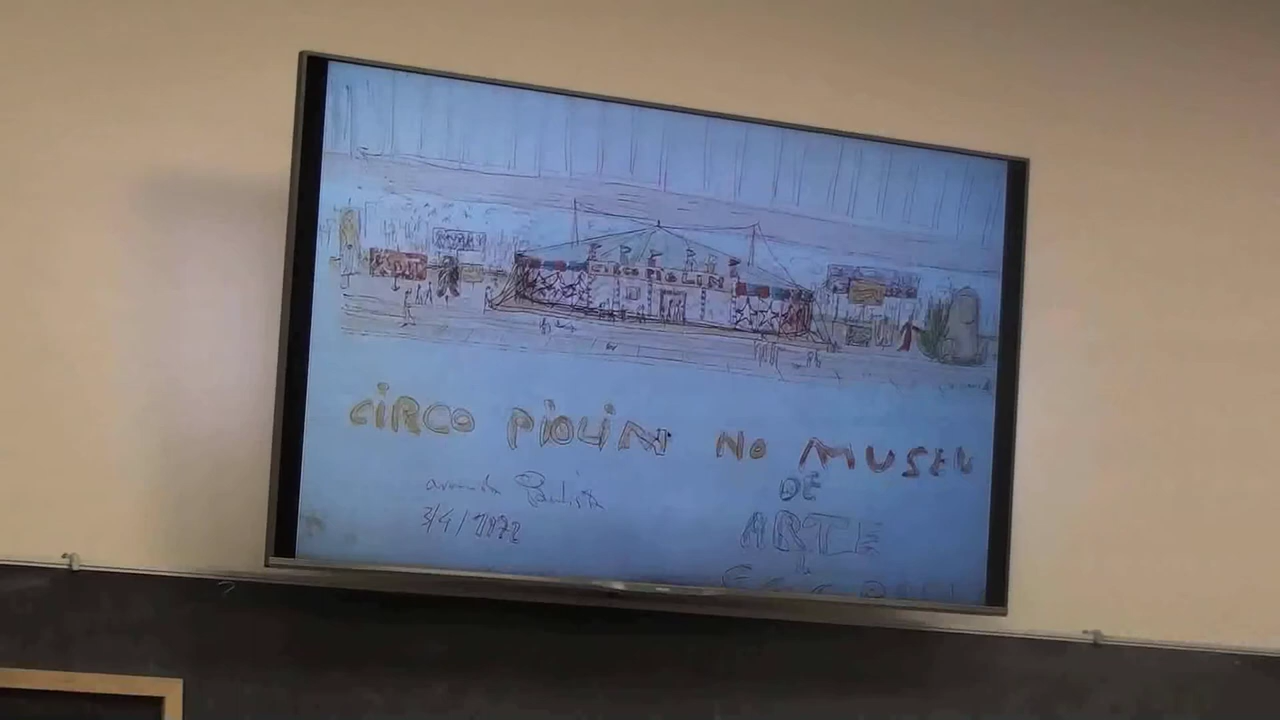 CIRCO PIOLIN
CIRCO PIOLIN NO MUSEU
DE
ARTE
avenida Paulista
3/4/1972